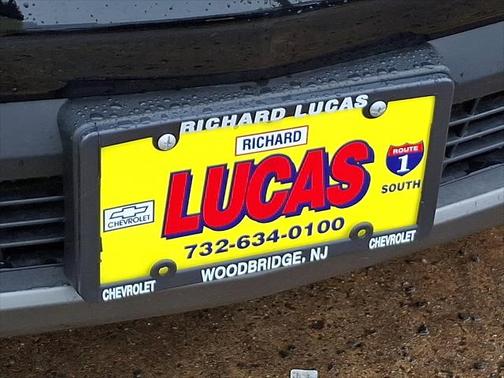 RICHARD LUCAS
RICHARD
LUCAS
ROUTE
1
SOUTH
CHEVROLET
732-634-0100
CHEVROLET
WOODBRIDGE, NJ
CHEVROLET